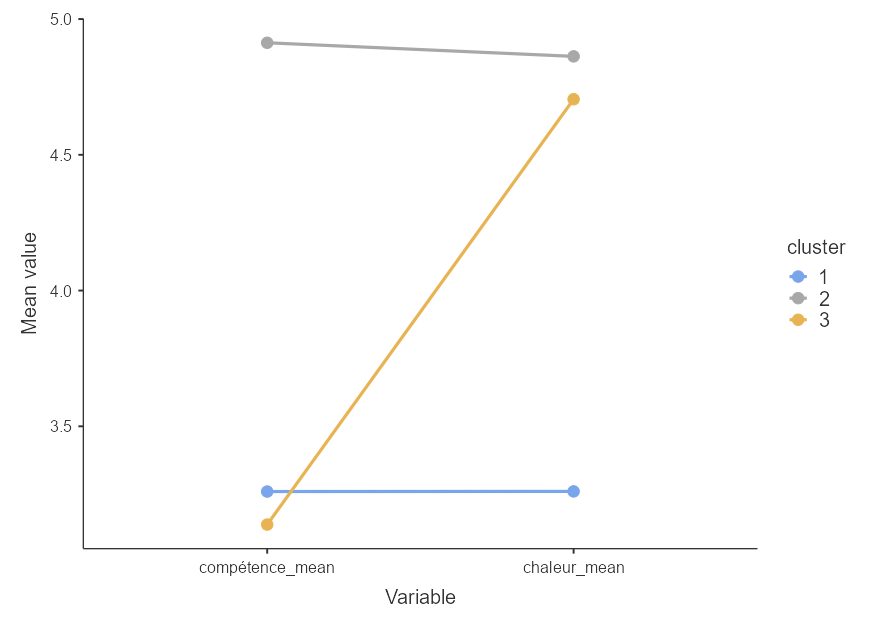 5.0
4.5
4.0
3.5
Mean value
compétence_mean
chaleur_mean
Variable
cluster
1
2
3